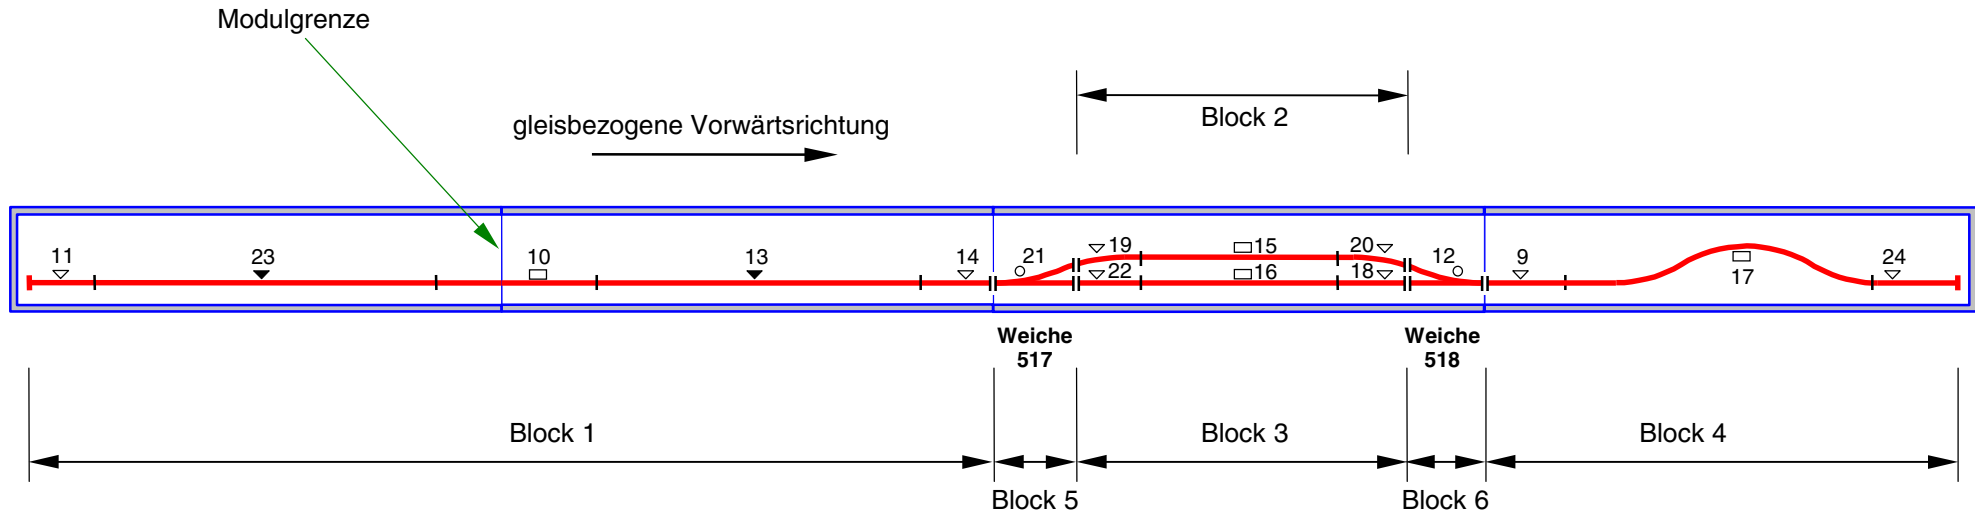 Modulgrenze
gleisbezogene Vorwärtsrichtung
Block 2
11
23
10
13
14
21
19
22
15
16
20
18
12
9
17
24
Weiche
517
Weiche
518
Block 1
Block 3
Block 4
Block 5
Block 6